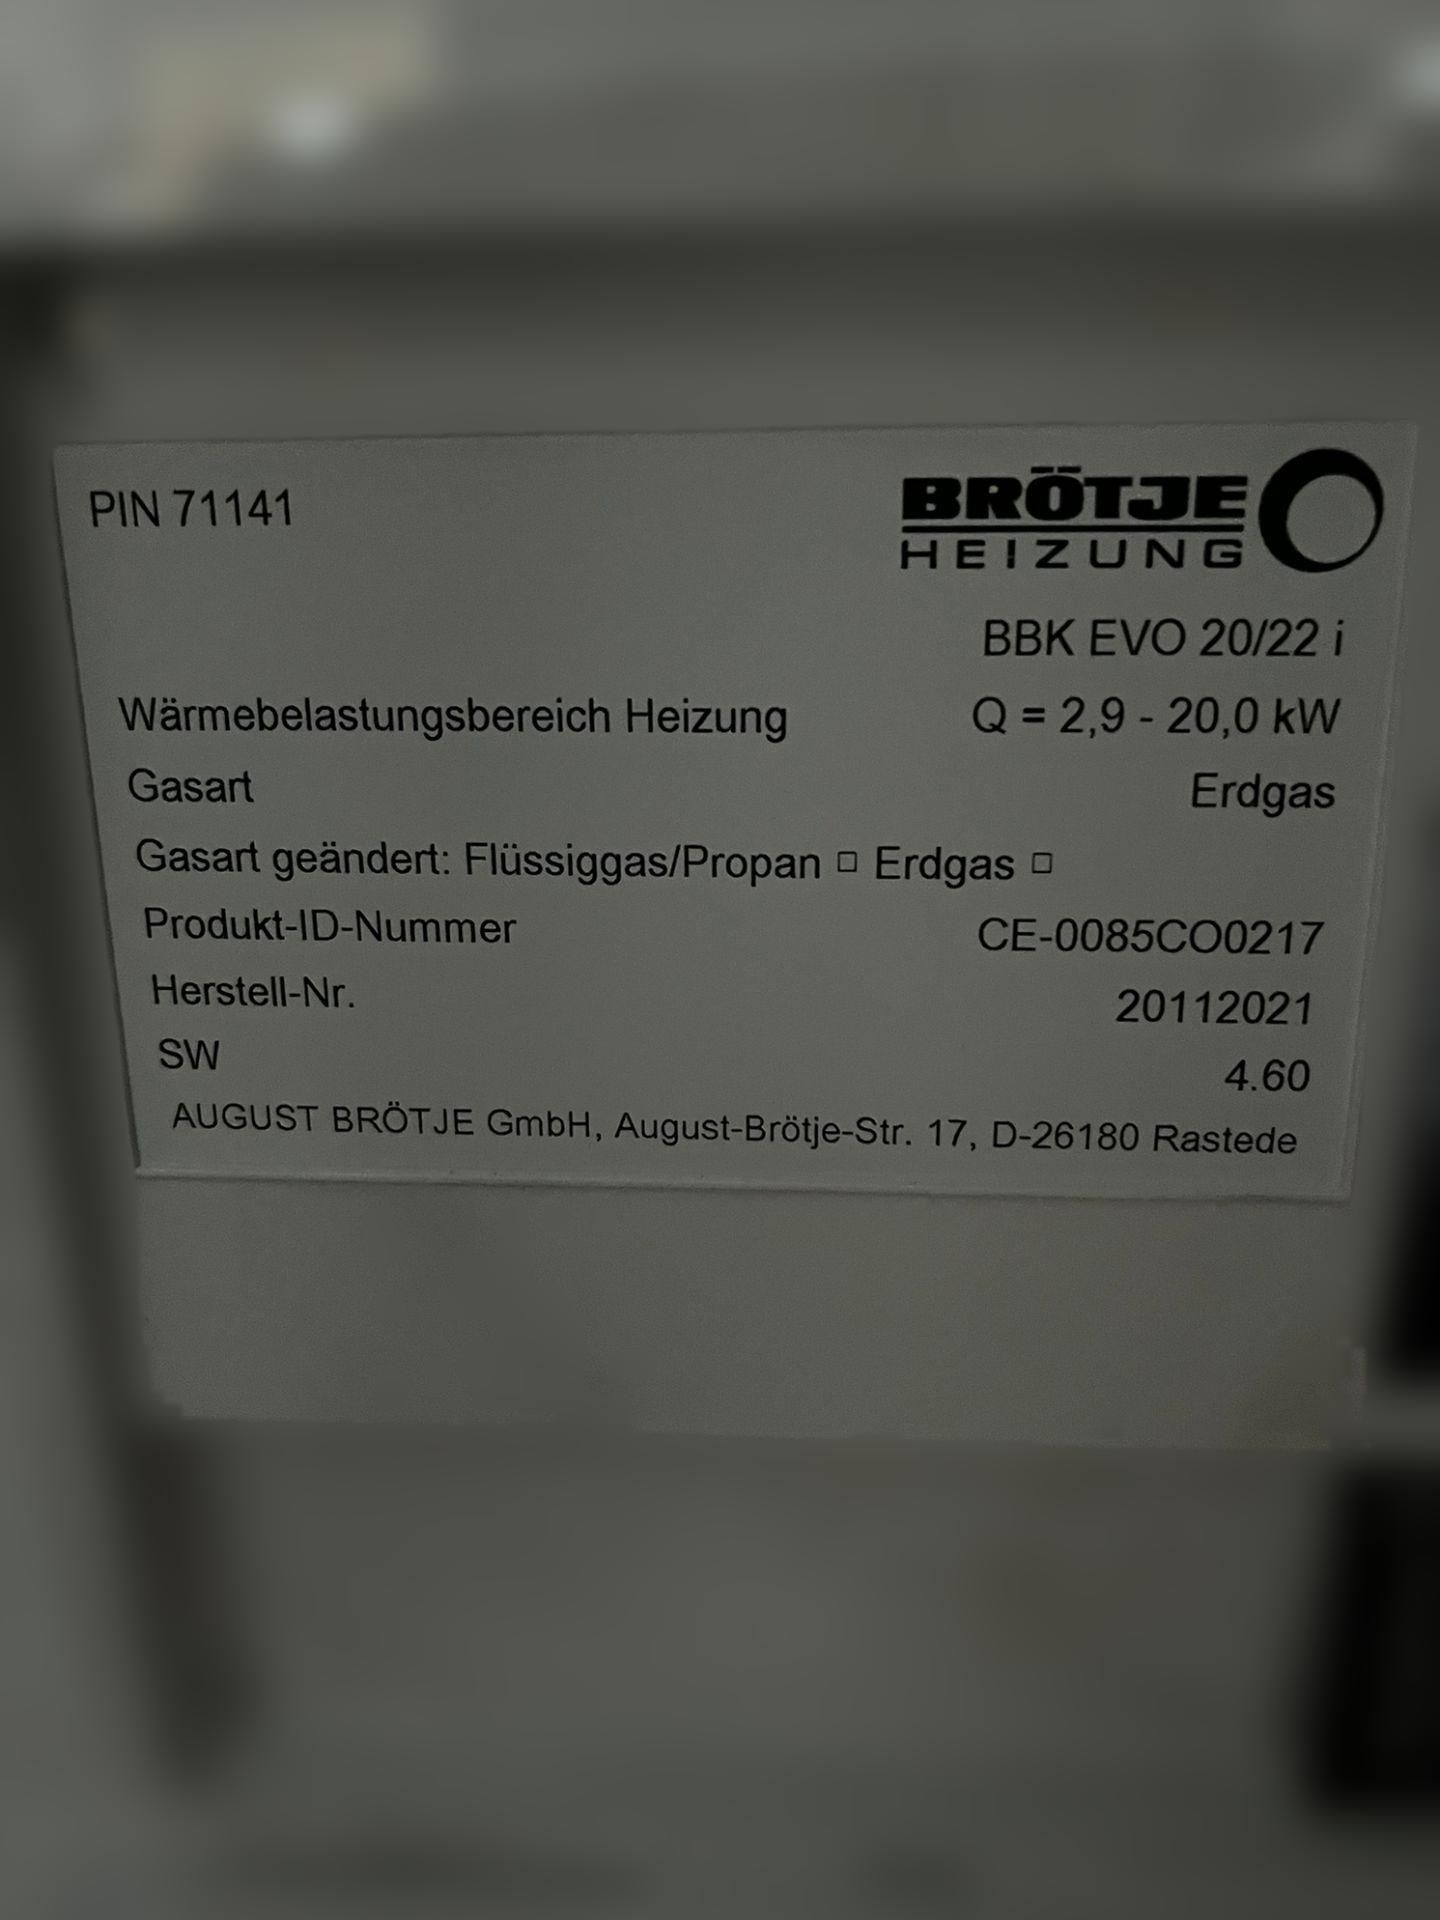 PIN 71141
BRÖTJE
HEIZUNG
BBK EVO 20/22 i
Wärmebelastungsbereich Heizung Q = 2,9 - 20,0 kW
Gasart Erdgas
Gasart geändert: Flüssiggas/Propan □ Erdgas □
Produkt-ID-Nummer CE-0085CO0217
Herstell-Nr. 20112021
SW 4.60
AUGUST BRÖTJE GmbH, August-Brötje-Str. 17, D-26180 Rastede